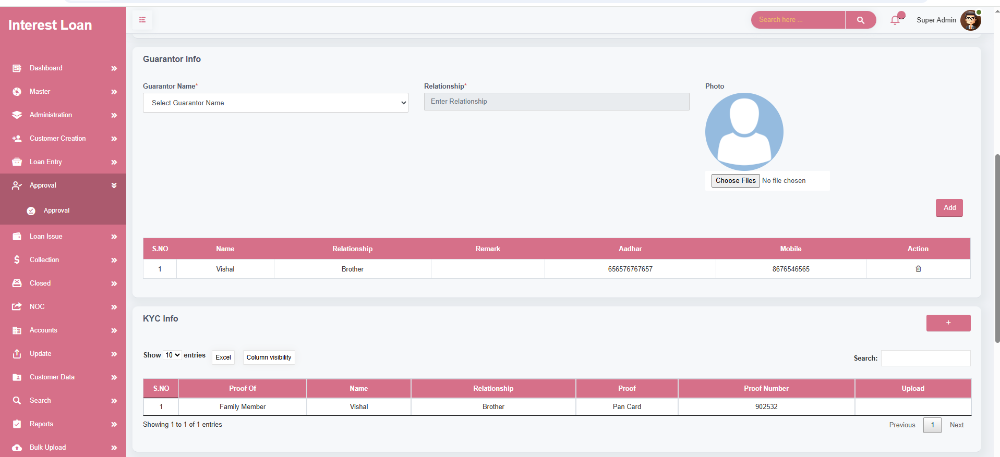 Interest Loan
Search here ...
Super Admin
Dashboard
Master
Administration
Customer Creation
Loan Entry
Approval
Approval
Loan Issue
Collection
Closed
NOC
Accounts
Update
Customer Data
Search
Reports
Bulk Upload
Guarantor Info
Guarantor Name* Relationship* Photo
Select Guarantor Name Enter Relationship
Choose Files No file chosen
Add
S.NO Name Relationship Remark Aadhar Mobile Action
1 Vishal Brother 656576767657 8676546565
KYC Info
+
Show 10 entries Excel Column visibility Search:
S.NO Proof Of Name Relationship Proof Proof Number Upload
1 Family Member Vishal Brother Pan Card 902532
Showing 1 to 1 of 1 entries Previous 1 Next